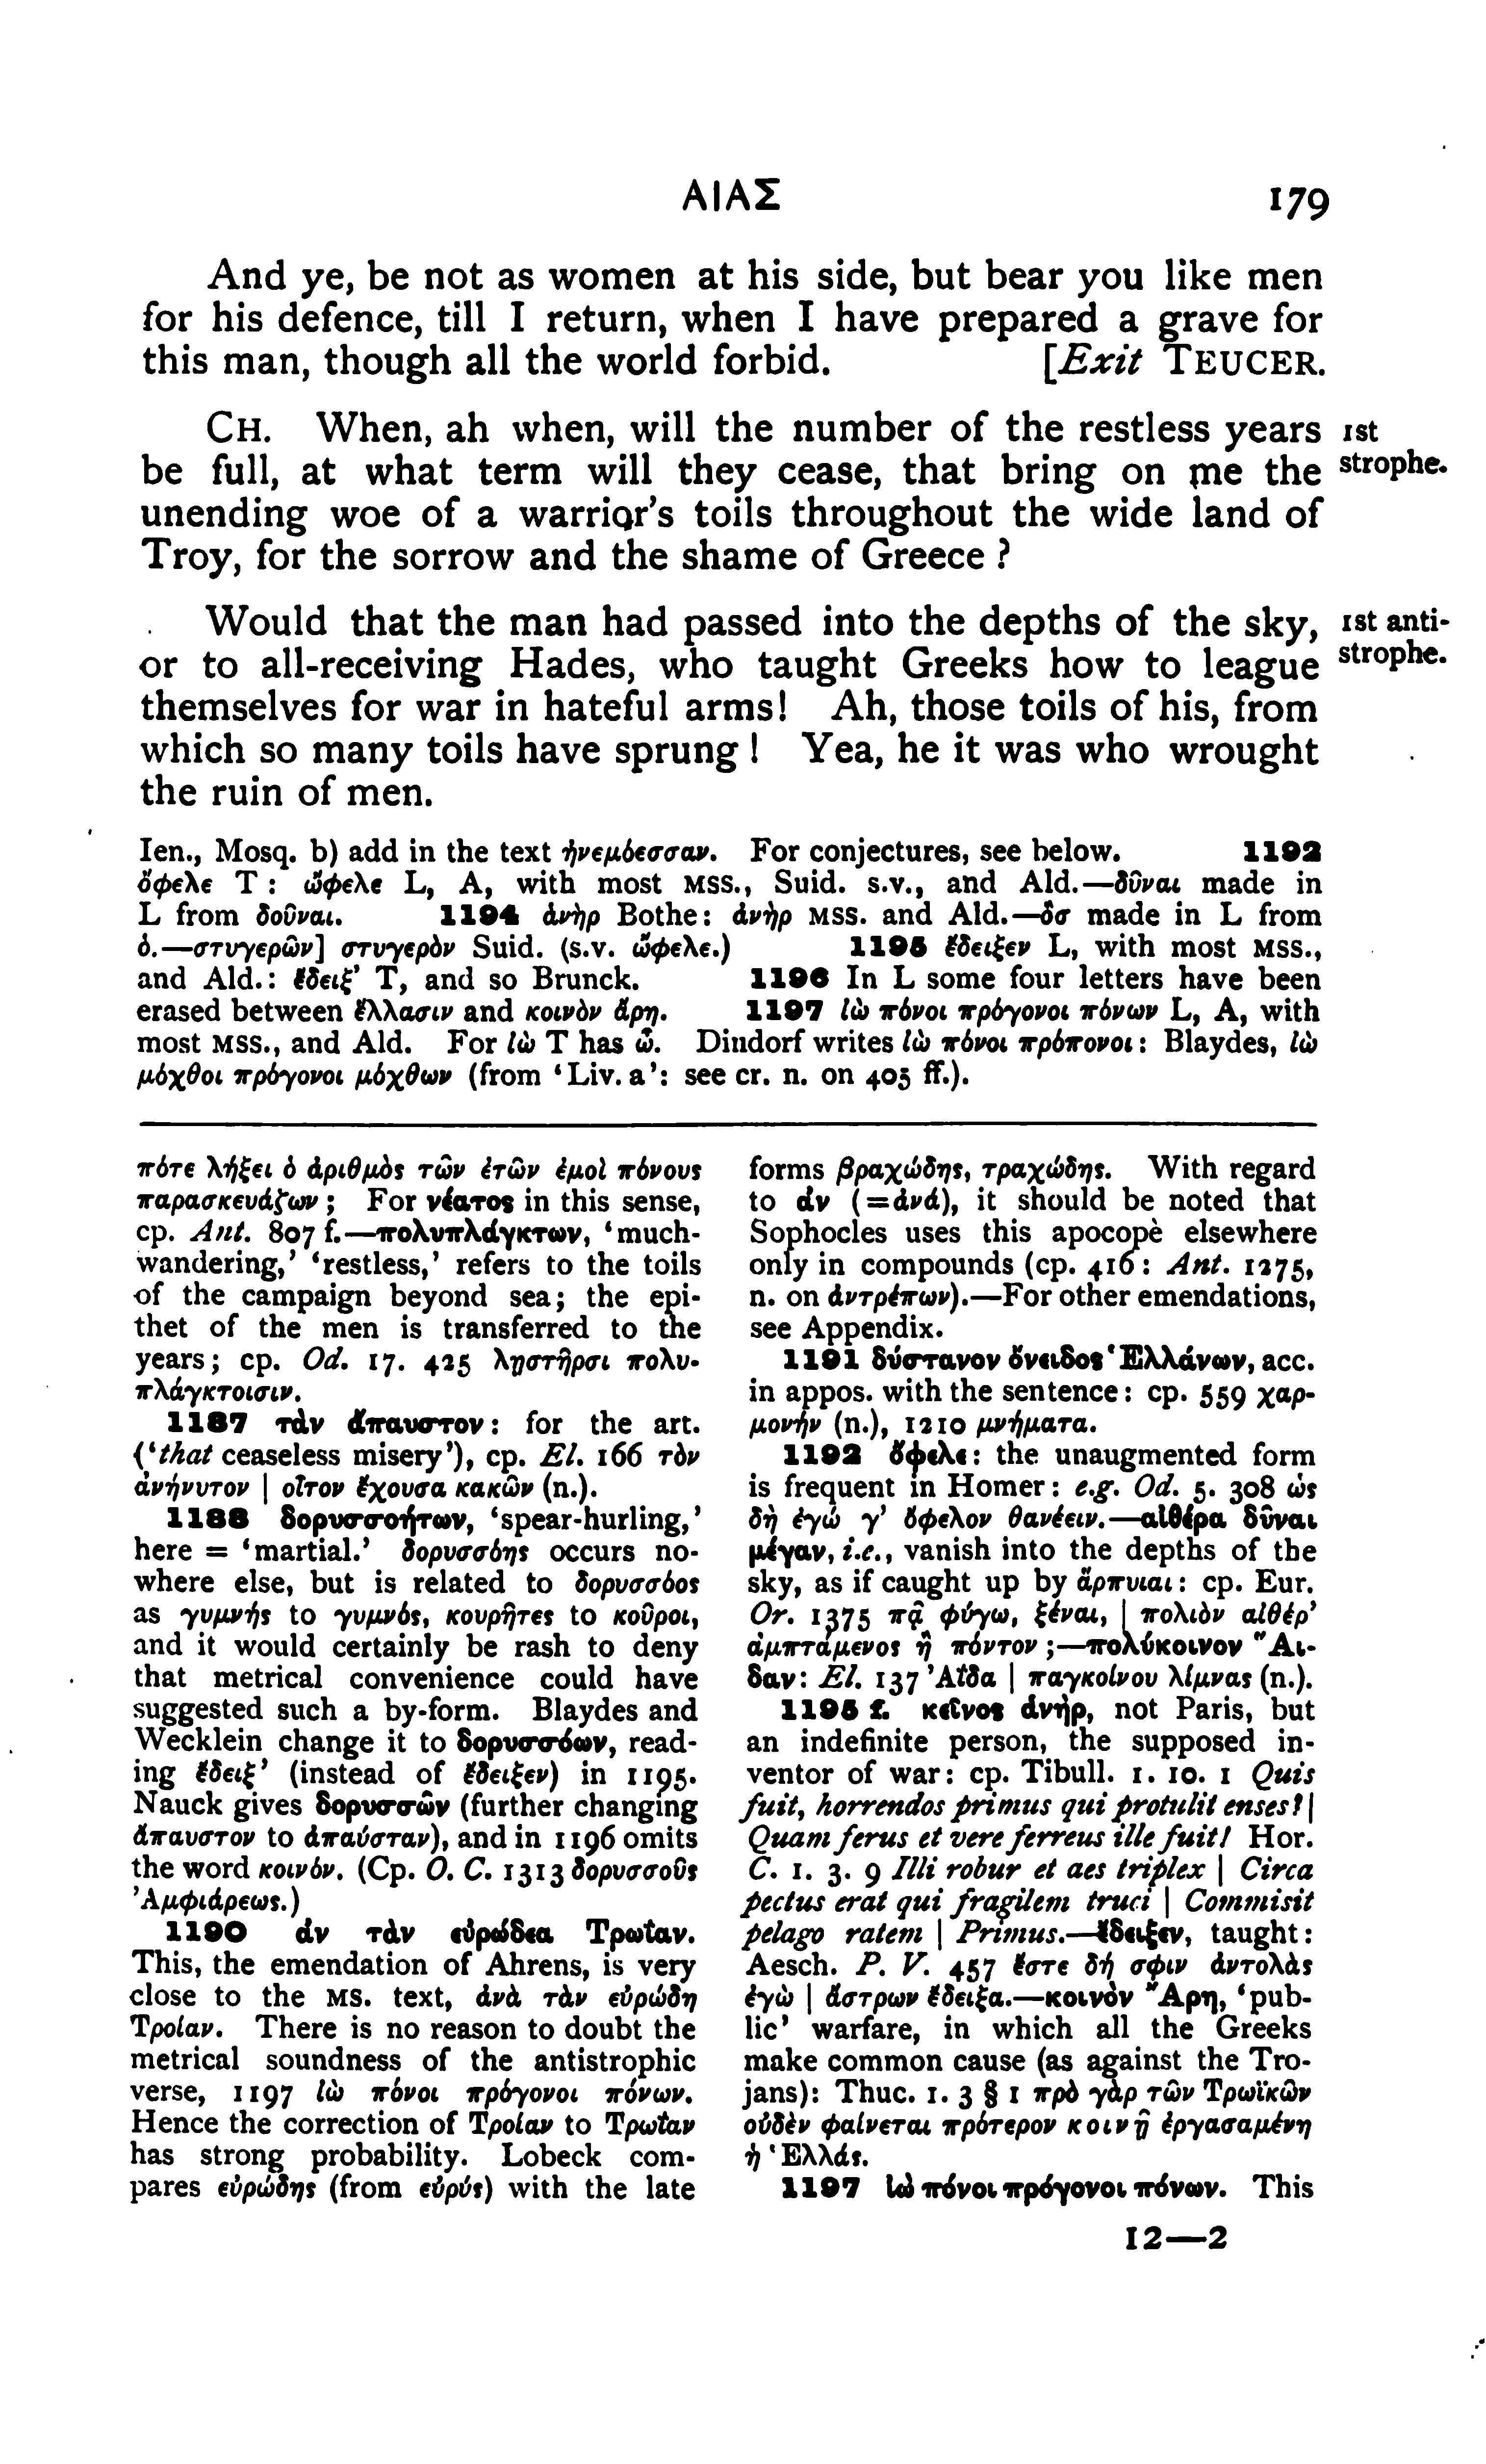 ΑΙΑΣ 179
And ye, be not as women at his side, but bear you like men
for his defence, till I return, when I have prepared a grave for
this man, though all the world forbid. [Exit TEUCER.
CH. When, ah when, will the number of the restless years 1st
be full, at what term will they cease, that bring on me the strophe.
unending woe of a warrior's toils throughout the wide land of
Troy, for the sorrow and the shame of Greece ?
Would that the man had passed into the depths of the sky, 1st anti-
or to all-receiving Hades, who taught Greeks how to league strophe.
themselves for war in hateful arms! Ah, those toils of his, from
which so many toils have sprung ! Yea, he it was who wrought
the ruin of men.
Ien., Mosq. b) add in the text ἠνεμόεσσαν. For conjectures, see below. 1192
ὄφελε T : ὤφελε L, A, with most MSS., Suid. s.v., and Ald.—δῦναι made in
L from δοῦναι. 1194 ἁνὴρ Bothe: ἀνὴρ MSS. and Ald.—ὅσ made in L from
ὁ.—στυγερῶν] στυγερὸν Suid. (s.v. ὤφελε.) 1195 ἔδειξεν L, with most MSS.,
and Ald.: ἔδειξ' T, and so Brunck. 1196 In L some four letters have been
erased between ἔλλασιν and κοινὸν ἄρη. 1197 ἰὼ πόνοι πρόγονοι πόνων L, A, with
most MSS., and Ald. For ἰὼ T has ὦ. Dindorf writes ἰὼ πόνοι πρόπονοι: Blaydes, ἰὼ
μόχθοι πρόγονοι μόχθων (from 'Liv. a': see cr. n. on 405 ff.).
πότε λήξει ὁ ἀριθμὸς τῶν ἐτῶν ἐμοὶ πόνους
παρασκευάζων ; For νέατος in this sense,
cp. Ant. 807 f.—πολυπλάγκτων, 'much-
wandering,' 'restless,' refers to the toils
of the campaign beyond sea; the epi-
thet of the men is transferred to the
years; cp. Od. 17. 425 λῃστῆρσι πολυ-
πλάγκτοισιν.
1187 τὰν ἄπαυστον: for the art.
('that ceaseless misery'), cp. El. 166 τὸν
ἀνήνυτον | οἶτον ἔχουσα κακῶν (n.).
1188 δορυσσοήτων, 'spear-hurling,'
here = 'martial.' δορυσσόης occurs no-
where else, but is related to δορυσσόος
as γυμνής to γυμνός, κουρῆτες to κοῦροι,
and it would certainly be rash to deny
that metrical convenience could have
suggested such a by-form. Blaydes and
Wecklein change it to δορυσσόων, read-
ing ἔδειξ' (instead of ἔδειξεν) in 1195.
Nauck gives δορυσσῶν (further changing
ἄπαυστον to ἀπαύσταν), and in 1196 omits
the word κοινόν. (Cp. O. C. 1313 δορυσσοῦς
Ἀμφιάρεως.)
1190 ἂν τὰν εὐρώδεα Τρωΐαν.
This, the emendation of Ahrens, is very
close to the MS. text, ἀνὰ τὰν εὐρώδη
Τροίαν. There is no reason to doubt the
metrical soundness of the antistrophic
verse, 1197 ἰὼ πόνοι πρόγονοι πόνων.
Hence the correction of Τροίαν to Τρωΐαν
has strong probability. Lobeck com-
pares εὐρώδης (from εὐρύς) with the late
forms βραχώδης, τραχώδης. With regard
to ἀν (=ἀνά), it should be noted that
Sophocles uses this apocopè elsewhere
only in compounds (cp. 416: Ant. 1275,
n. on ἀντρέπων).—For other emendations,
see Appendix.
1191 δύστανον ὄνειδος Ἑλλάνων, acc.
in appos. with the sentence: cp. 559 χαρ-
μονήν (n.), 1210 μνήματα.
1192 ὄφελε: the unaugmented form
is frequent in Homer: e.g. Od. 5. 308 ὡς
δὴ ἐγώ γ' ὄφελον θανέειν.—αἰθέρα δῦναι
μέγαν, i.e., vanish into the depths of the
sky, as if caught up by ἅρπυιαι: cp. Eur.
Or. 1375 πᾷ φύγω, ξέναι, | πολιὸν αἰθέρ'
ἀμπτάμενος ἢ πόντον ;—πολύκοινον Ἅι-
δαν: El. 137 Ἀΐδα | παγκοίνου λίμνας (n.).
1195 f. κεῖνος ἀνὴρ, not Paris, but
an indefinite person, the supposed in-
ventor of war: cp. Tibull. 1. 10. 1 Quis
fuit, horrendos primus qui protulit enses? |
Quam ferus et vere ferreus ille fuit! Hor.
C. 1. 3. 9 Illi robur et aes triplex | Circa
pectus erat qui fragilem truci | Commisit
pelago ratem | Primus.—ἔδειξεν, taught:
Aesch. P. V. 457 ἔστε δή σφιν ἀντολὰς
ἐγὼ | ἄστρων ἔδειξα.—κοινὸν Ἄρη, 'pub-
lic' warfare, in which all the Greeks
make common cause (as against the Tro-
jans): Thuc. 1. 3 § 1 πρὸ γὰρ τῶν Τρωϊκῶν
οὐδὲν φαίνεται πρότερον κοινῇ ἐργασαμένη
ἡ Ἑλλάς.
1197 ἰὼ πόνοι πρόγονοι πόνων. This
12—2